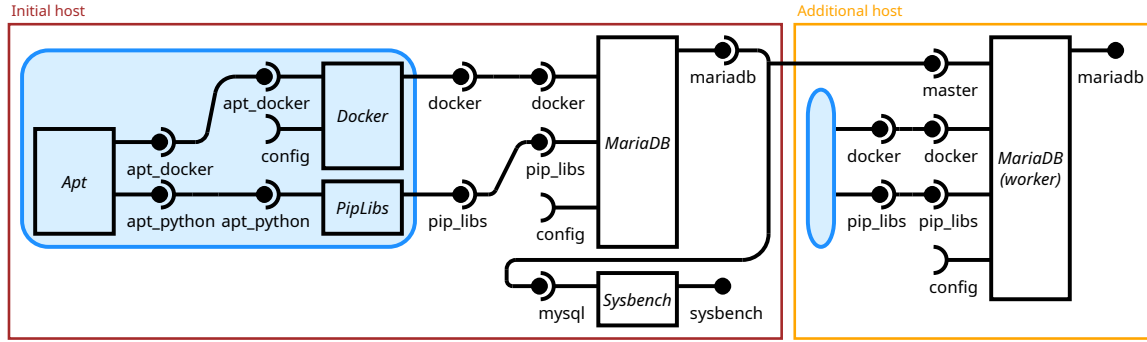 Initial host
Additional host
mariadb
mariadb
apt_docker
docker
docker
master
Docker
config
MariaDB
apt_docker
pip_libs
docker
docker
MariaDB
(worker)
Apt
apt_python
apt_python
PipLibs
pip_libs
config
pip_libs
pip_libs
config
mysql
Sysbench
sysbench